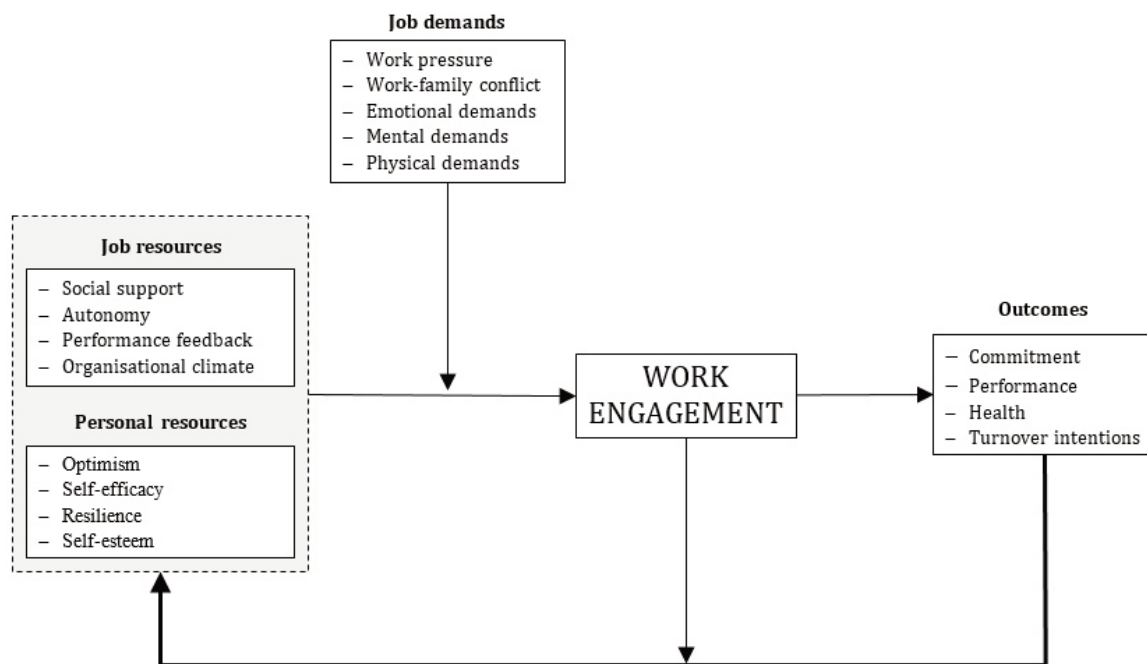 Job demands
– Work pressure
– Work-family conflict
– Emotional demands
– Mental demands
– Physical demands
Job resources
– Social support
– Autonomy
– Performance feedback
– Organisational climate
Personal resources
– Optimism
– Self-efficacy
– Resilience
– Self-esteem
WORK
ENGAGEMENT
Outcomes
– Commitment
– Performance
– Health
– Turnover intentions